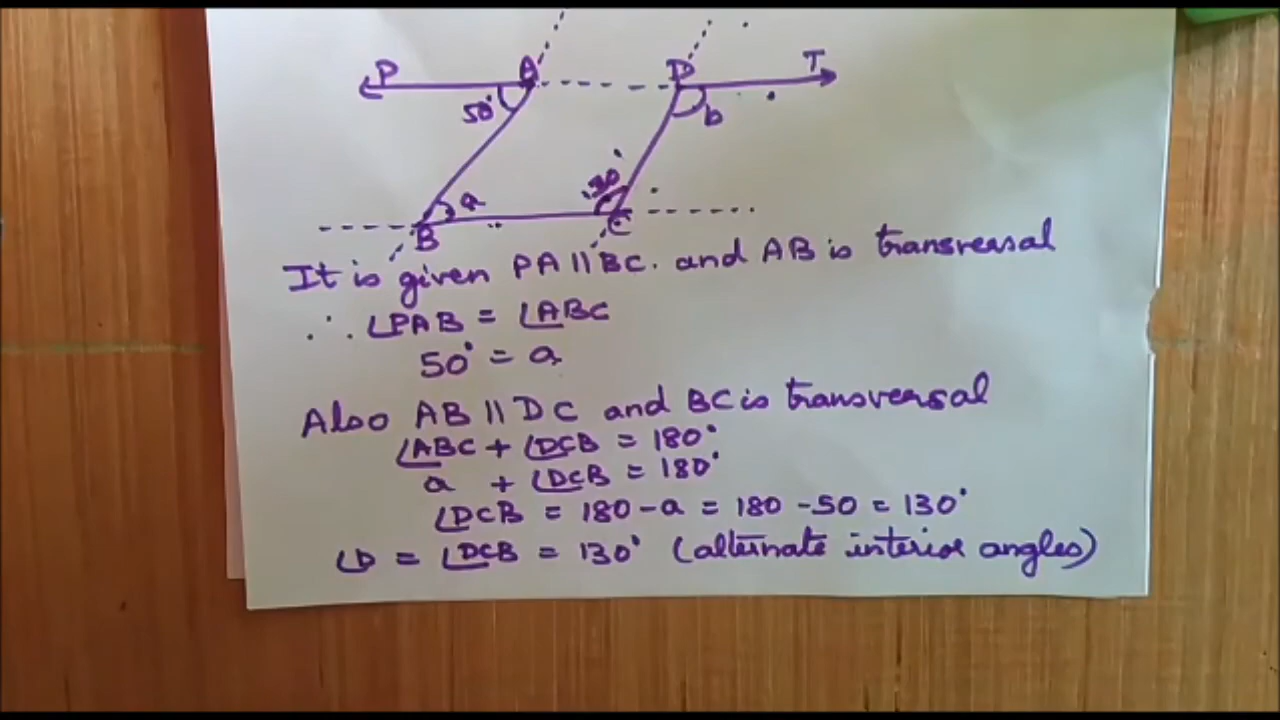 P A D T
50° b
a 130°
B C
It is given PA || BC. and AB is transversal
∴ ∠PAB = ∠ABC
50° = a
Also AB || DC and BC is transversal
∠ABC + ∠DCB = 180°
a + ∠DCB = 180°
∠DCB = 180 - a = 180 - 50 = 130°
∠D = ∠DCB = 130° (alternate interior angles)